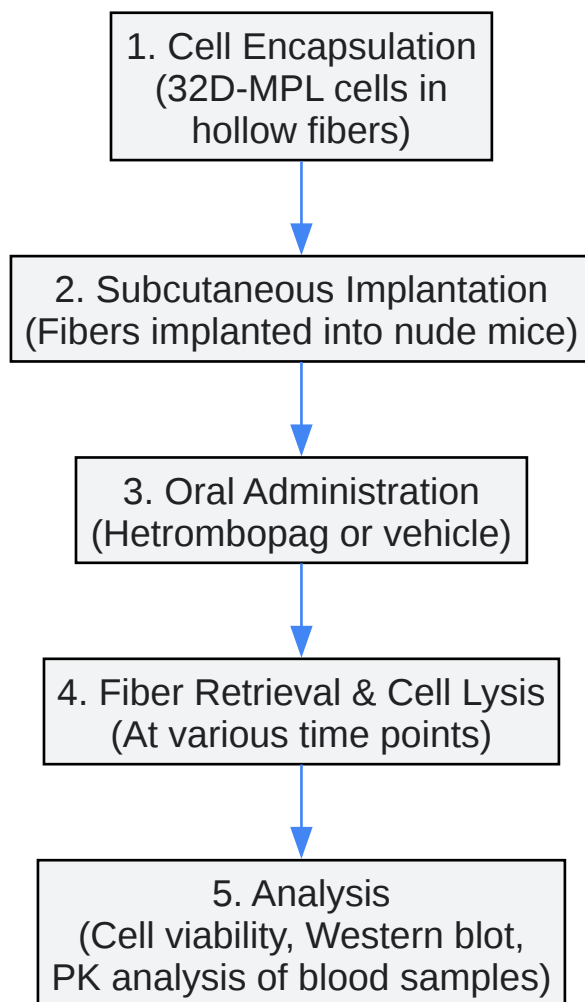 1. Cell Encapsulation
(32D-MPL cells in
hollow fibers)
2. Subcutaneous Implantation
(Fibers implanted into nude mice)
3. Oral Administration
(Hetrombopag or vehicle)
4. Fiber Retrieval & Cell Lysis
(At various time points)
5. Analysis
(Cell viability, Western blot,
PK analysis of blood samples)